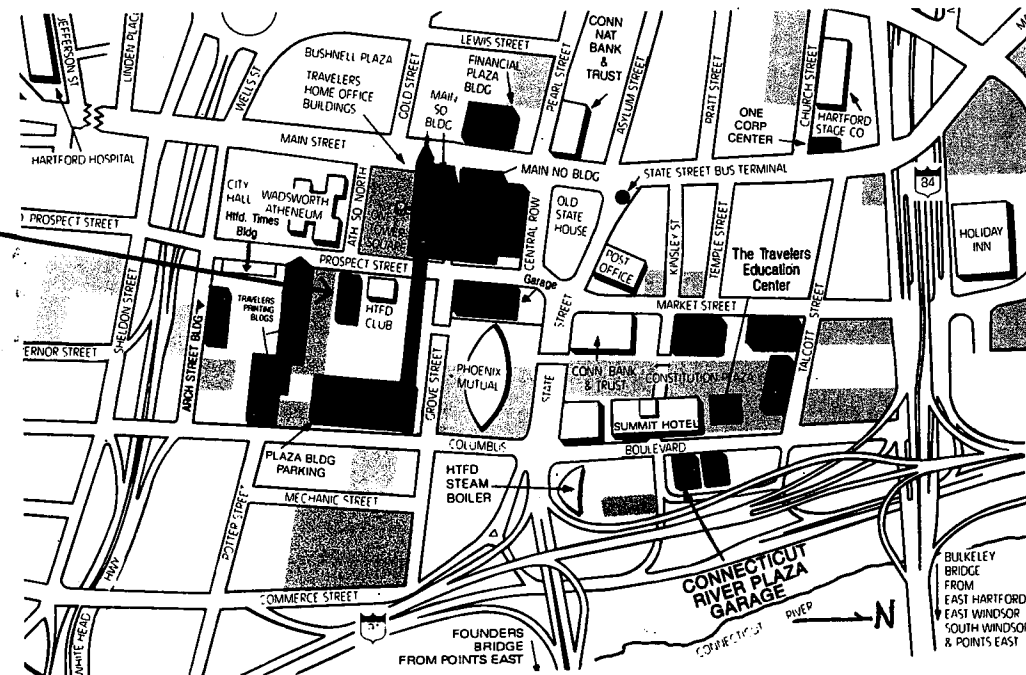 JEFFERSON ST
LINDEN PLACE
WELLS ST
BUSHNELL PLAZA
TRAVELERS
HOME OFFICE
BUILDINGS
GOLD STREET
LEWIS STREET
FINANCIAL
PLAZA
BLDG
MAIN
SO
BLDG
PEARL STREET
CONN
NAT
BANK
&
TRUST
ASYLUM STREET
PRATT STREET
CHURCH STREET
ONE
CORP
CENTER
HARTFORD
STAGE CO
HARTFORD HOSPITAL
MAIN STREET
MAIN NO BLDG
STATE STREET BUS TERMINAL
84
CITY
HALL
WADSWORTH
ATHENEUM
Htfd. Times
Bldg
ATH SO NORTH
SQUARE
CENTRAL ROW
OLD
STATE
HOUSE
POST
OFFICE
KINSLEY ST
TEMPLE STREET
The Travelers
Education
Center
HOLIDAY
INN
PROSPECT STREET
PROSPECT STREET
Garage
MARKET STREET
SHELDON STREET
ARCH STREET BLDG
TRAVELERS
PRINTING
BLDGS
HTFD
CLUB
GROVE STREET
PHOENIX
MUTUAL
STATE
STREET
CONN. BANK
& TRUST
CONSTITUTION PLAZA
TALCOTT STREET
VERNOR STREET
SUMMIT HOTEL
COLUMBUS
BOULEVARD
PLAZA BLDG
PARKING
MECHANIC STREET
POTTER STREET
HTFD
STEAM
BOILER
COMMERCE STREET
WHITE HEAD
HWY
FOUNDERS
BRIDGE
FROM POINTS EAST
CONNECTICUT
RIVER PLAZA
GARAGE
CONNECTICUT RIVER
N
BULKELEY
BRIDGE
FROM
EAST HARTFORD
EAST WINDSOR
SOUTH WINDSOR
& POINTS EAST